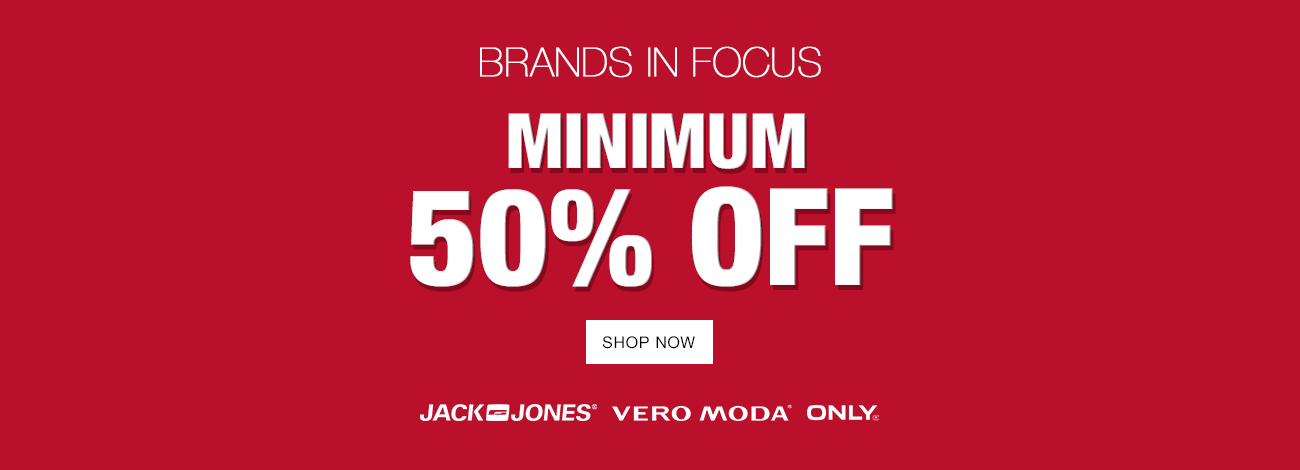 BRANDS IN FOCUS
MINIMUM
50% OFF
SHOP NOW
JACK JONES® VERO MODA® ONLY®